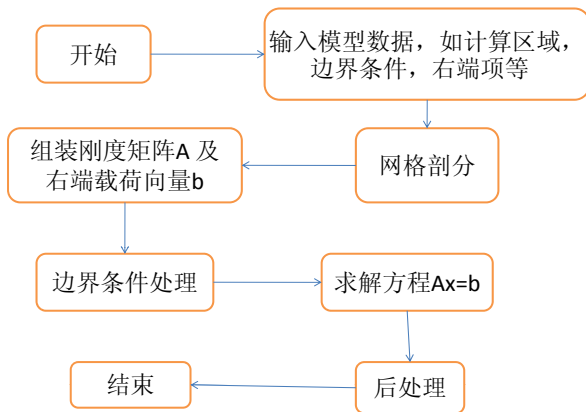 开始
输入模型数据，如计算区域，
边界条件，右端项等
网格剖分
组装刚度矩阵A 及
右端载荷向量b
边界条件处理
求解方程Ax=b
后处理
结束